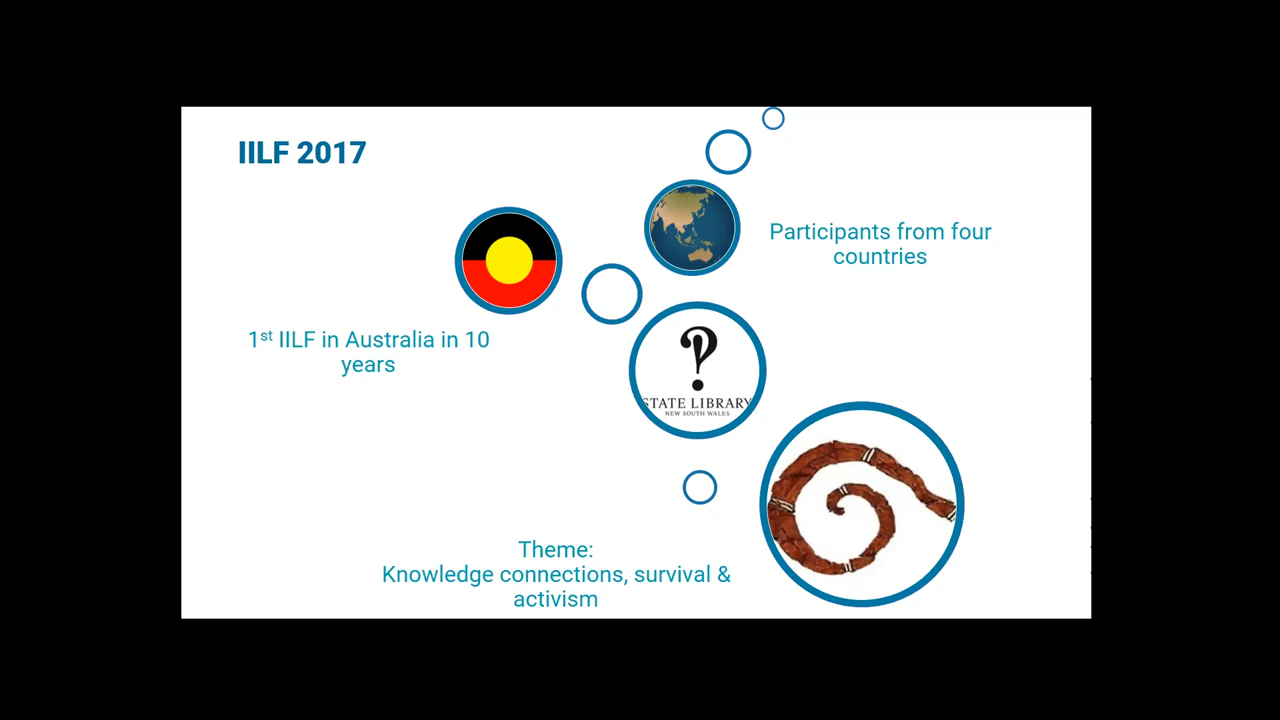 IILF 2017
Participants from four
countries
1st IILF in Australia in 10
years
STATE LIBRARY
NEW SOUTH WALES
Theme:
Knowledge connections, survival &
activism